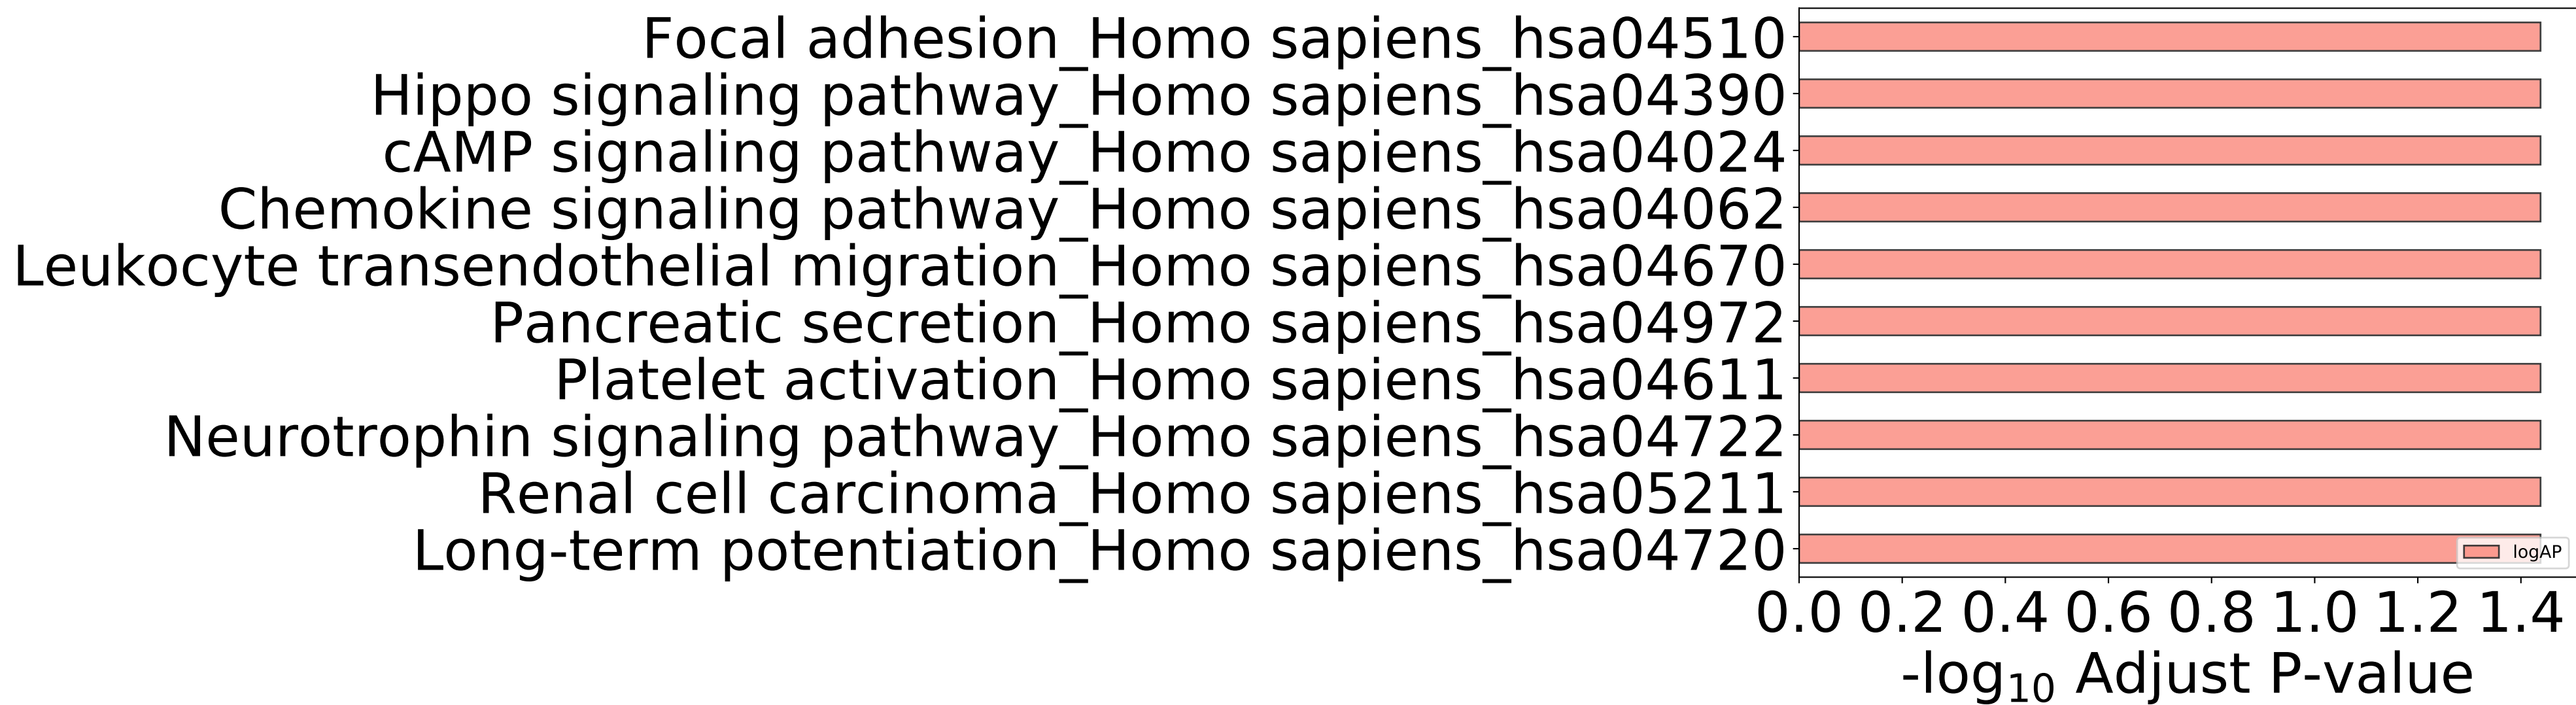 Focal adhesion_Homo sapiens_hsa04510
Hippo signaling pathway_Homo sapiens_hsa04390
cAMP signaling pathway_Homo sapiens_hsa04024
Chemokine signaling pathway_Homo sapiens_hsa04062
Leukocyte transendothelial migration_Homo sapiens_hsa04670
Pancreatic secretion_Homo sapiens_hsa04972
Platelet activation_Homo sapiens_hsa04611
Neurotrophin signaling pathway_Homo sapiens_hsa04722
Renal cell carcinoma_Homo sapiens_hsa05211
Long-term potentiation_Homo sapiens_hsa04720
logAP
0.0 0.2 0.4 0.6 0.8 1.0 1.2 1.4
-log₁₀ Adjust P-value